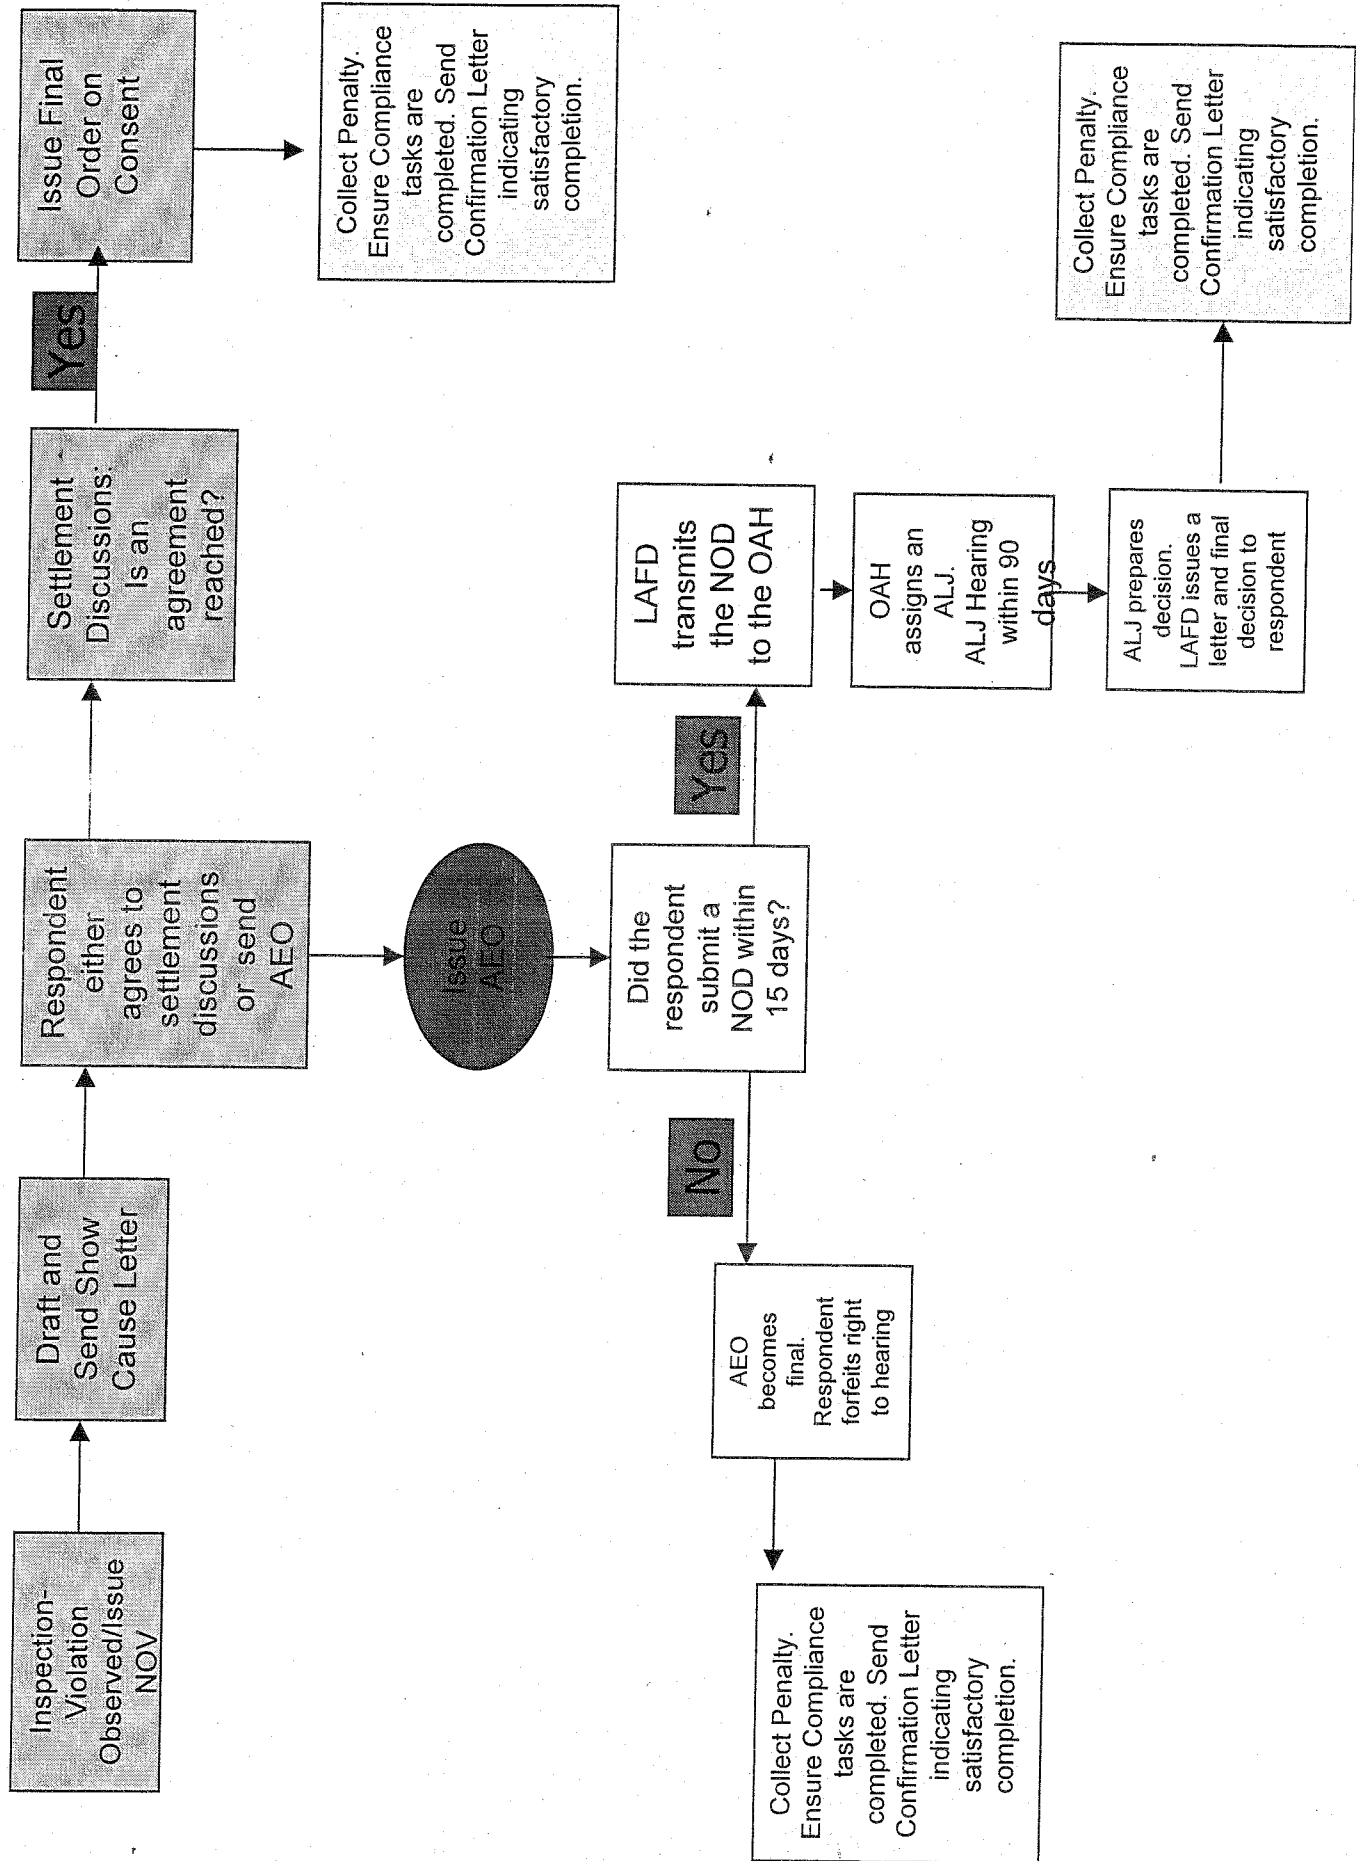 Inspection-
Violation
Observed/Issue
NOV
Draft and
Send Show
Cause Letter
Respondent
either
agrees to
settlement
discussions
or send
AEO
Settlement
Discussions:
Is an
agreement
reached?
Yes
Issue Final
Order on
Consent
Collect Penalty.
Ensure Compliance
tasks are
completed. Send
Confirmation Letter
indicating
satisfactory
completion.
Issue
AEO
Did the
respondent
submit a
NOD within
15 days?
Yes
LAFD
transmits
the NOD
to the OAH
OAH
assigns an
ALJ.
ALJ Hearing
within 90
days
ALJ prepares
decision.
LAFD issues a
letter and final
decision to
respondent
Collect Penalty.
Ensure Compliance
tasks are
completed. Send
Confirmation Letter
indicating
satisfactory
completion.
No
AEO
becomes
final.
Respondent
forfeits right
to hearing
Collect Penalty.
Ensure Compliance
tasks are
completed. Send
Confirmation Letter
indicating
satisfactory
completion.